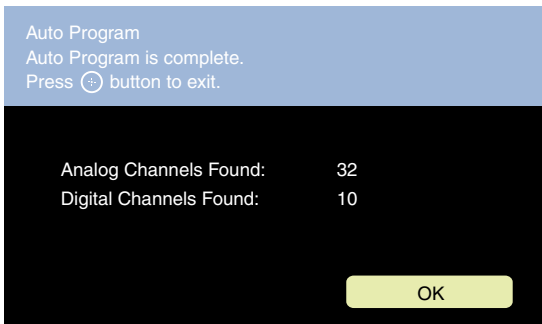 Auto Program
Auto Program is complete.
Press button to exit.
Analog Channels Found: 32
Digital Channels Found: 10
OK